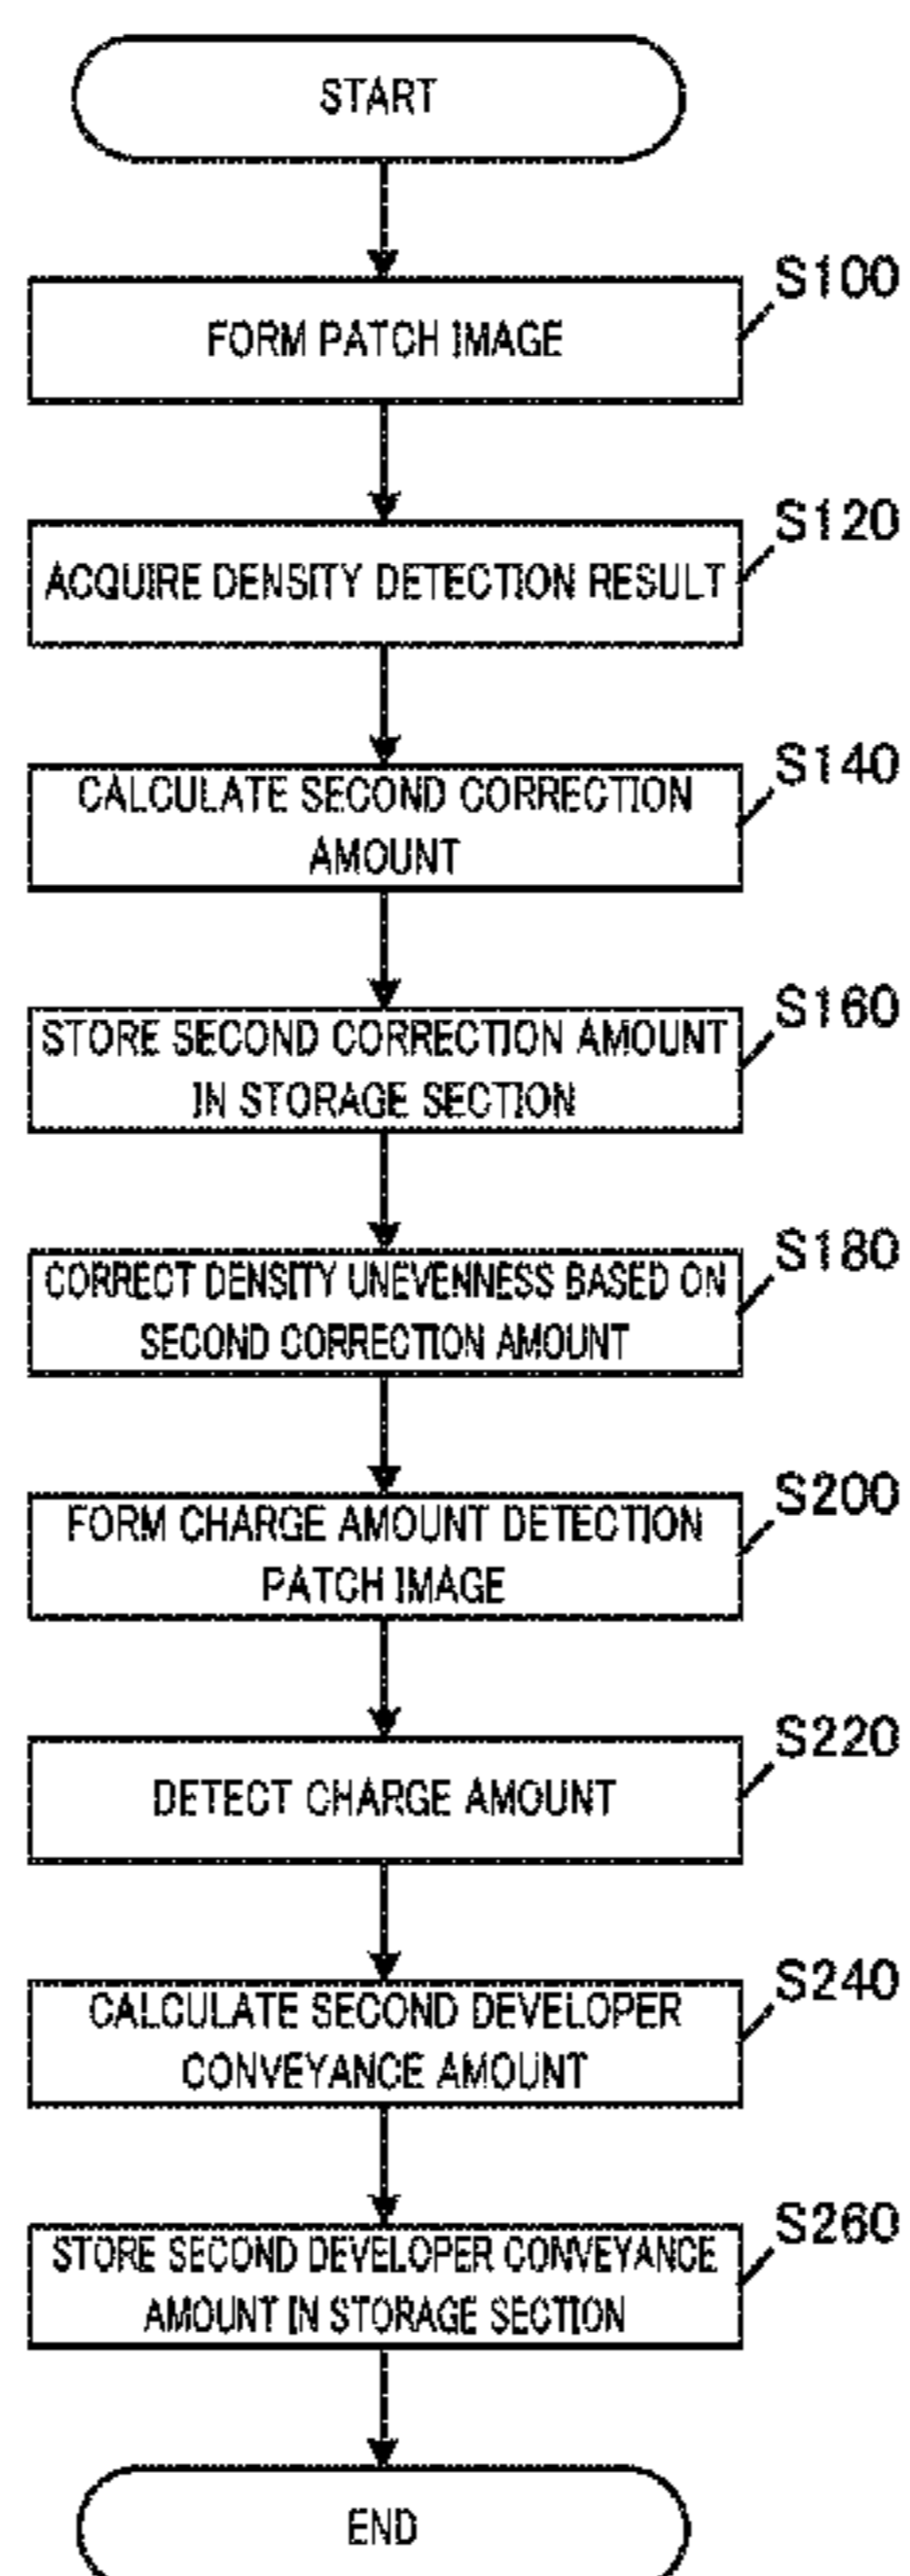 START
S100
FORM PATCH IMAGE
S120
ACQUIRE DENSITY DETECTION RESULT
S140
CALCULATE SECOND CORRECTION
AMOUNT
S160
STORE SECOND CORRECTION AMOUNT
IN STORAGE SECTION
S180
CORRECT DENSITY UNEVENNESS BASED ON
SECOND CORRECTION AMOUNT
S200
FORM CHARGE AMOUNT DETECTION
PATCH IMAGE
S220
DETECT CHARGE AMOUNT
S240
CALCULATE SECOND DEVELOPER
CONVEYANCE AMOUNT
S260
STORE SECOND DEVELOPER CONVEYANCE
AMOUNT IN STORAGE SECTION
END